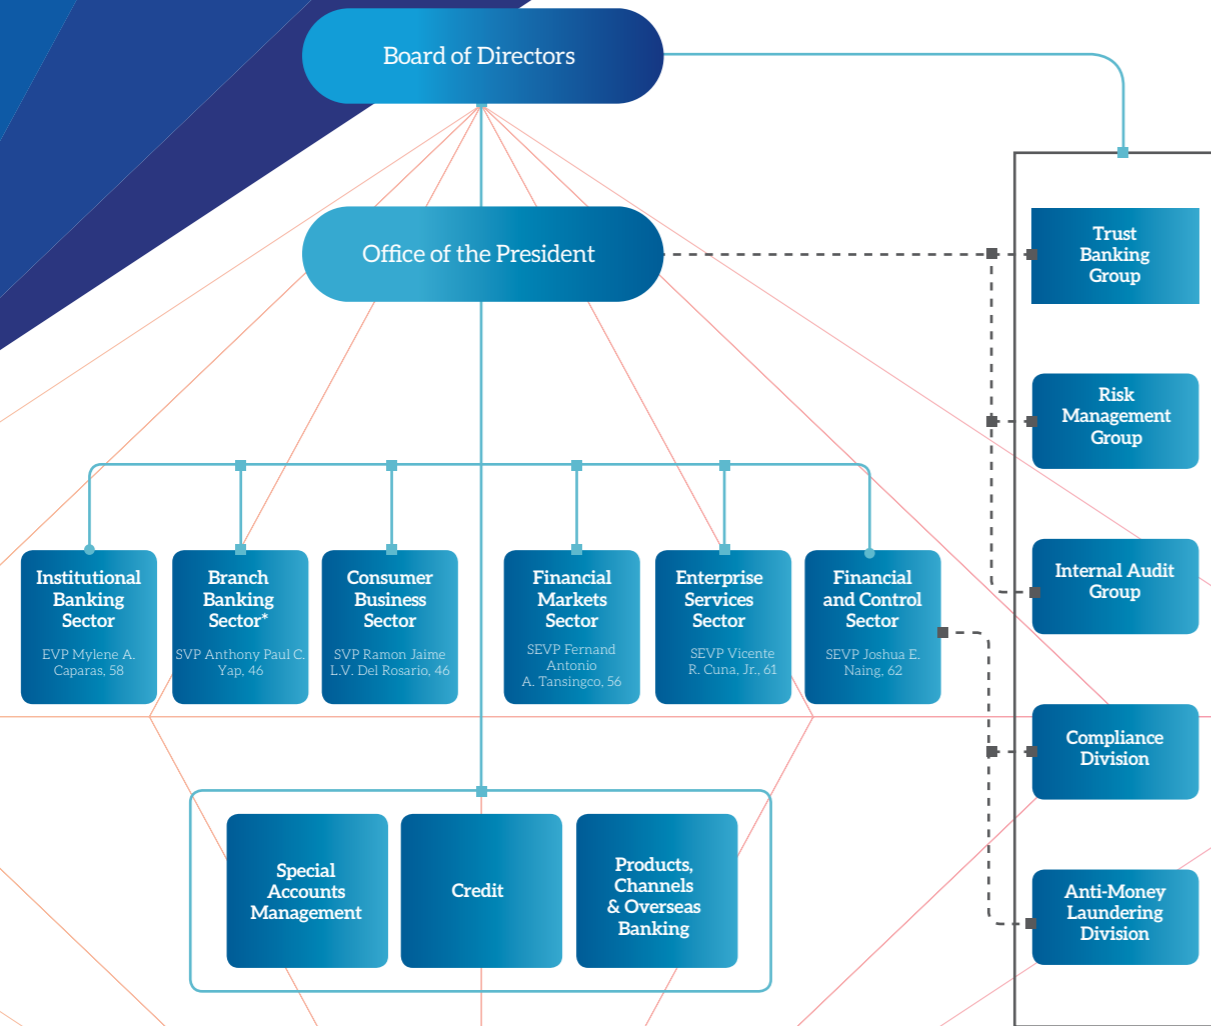 Board of Directors
Office of the President
Trust
Banking
Group
Risk
Management
Group
Internal Audit
Group
Compliance
Division
Anti-Money
Laundering
Division
Institutional
Banking
Sector
EVP Mylene A.
Caparas, 58
Branch
Banking
Sector*
SVP Anthony Paul C.
Yap, 46
Consumer
Business
Sector
SVP Ramon Jaime
L.V. Del Rosario, 46
Financial
Markets
Sector
SEVP Fernand
Antonio
A. Tansingco, 56
Enterprise
Services
Sector
SEVP Vicente
R. Cuna, Jr., 61
Financial
and Control
Sector
SEVP Joshua E.
Naing, 62
Special
Accounts
Management
Credit
Products,
Channels
& Overseas
Banking